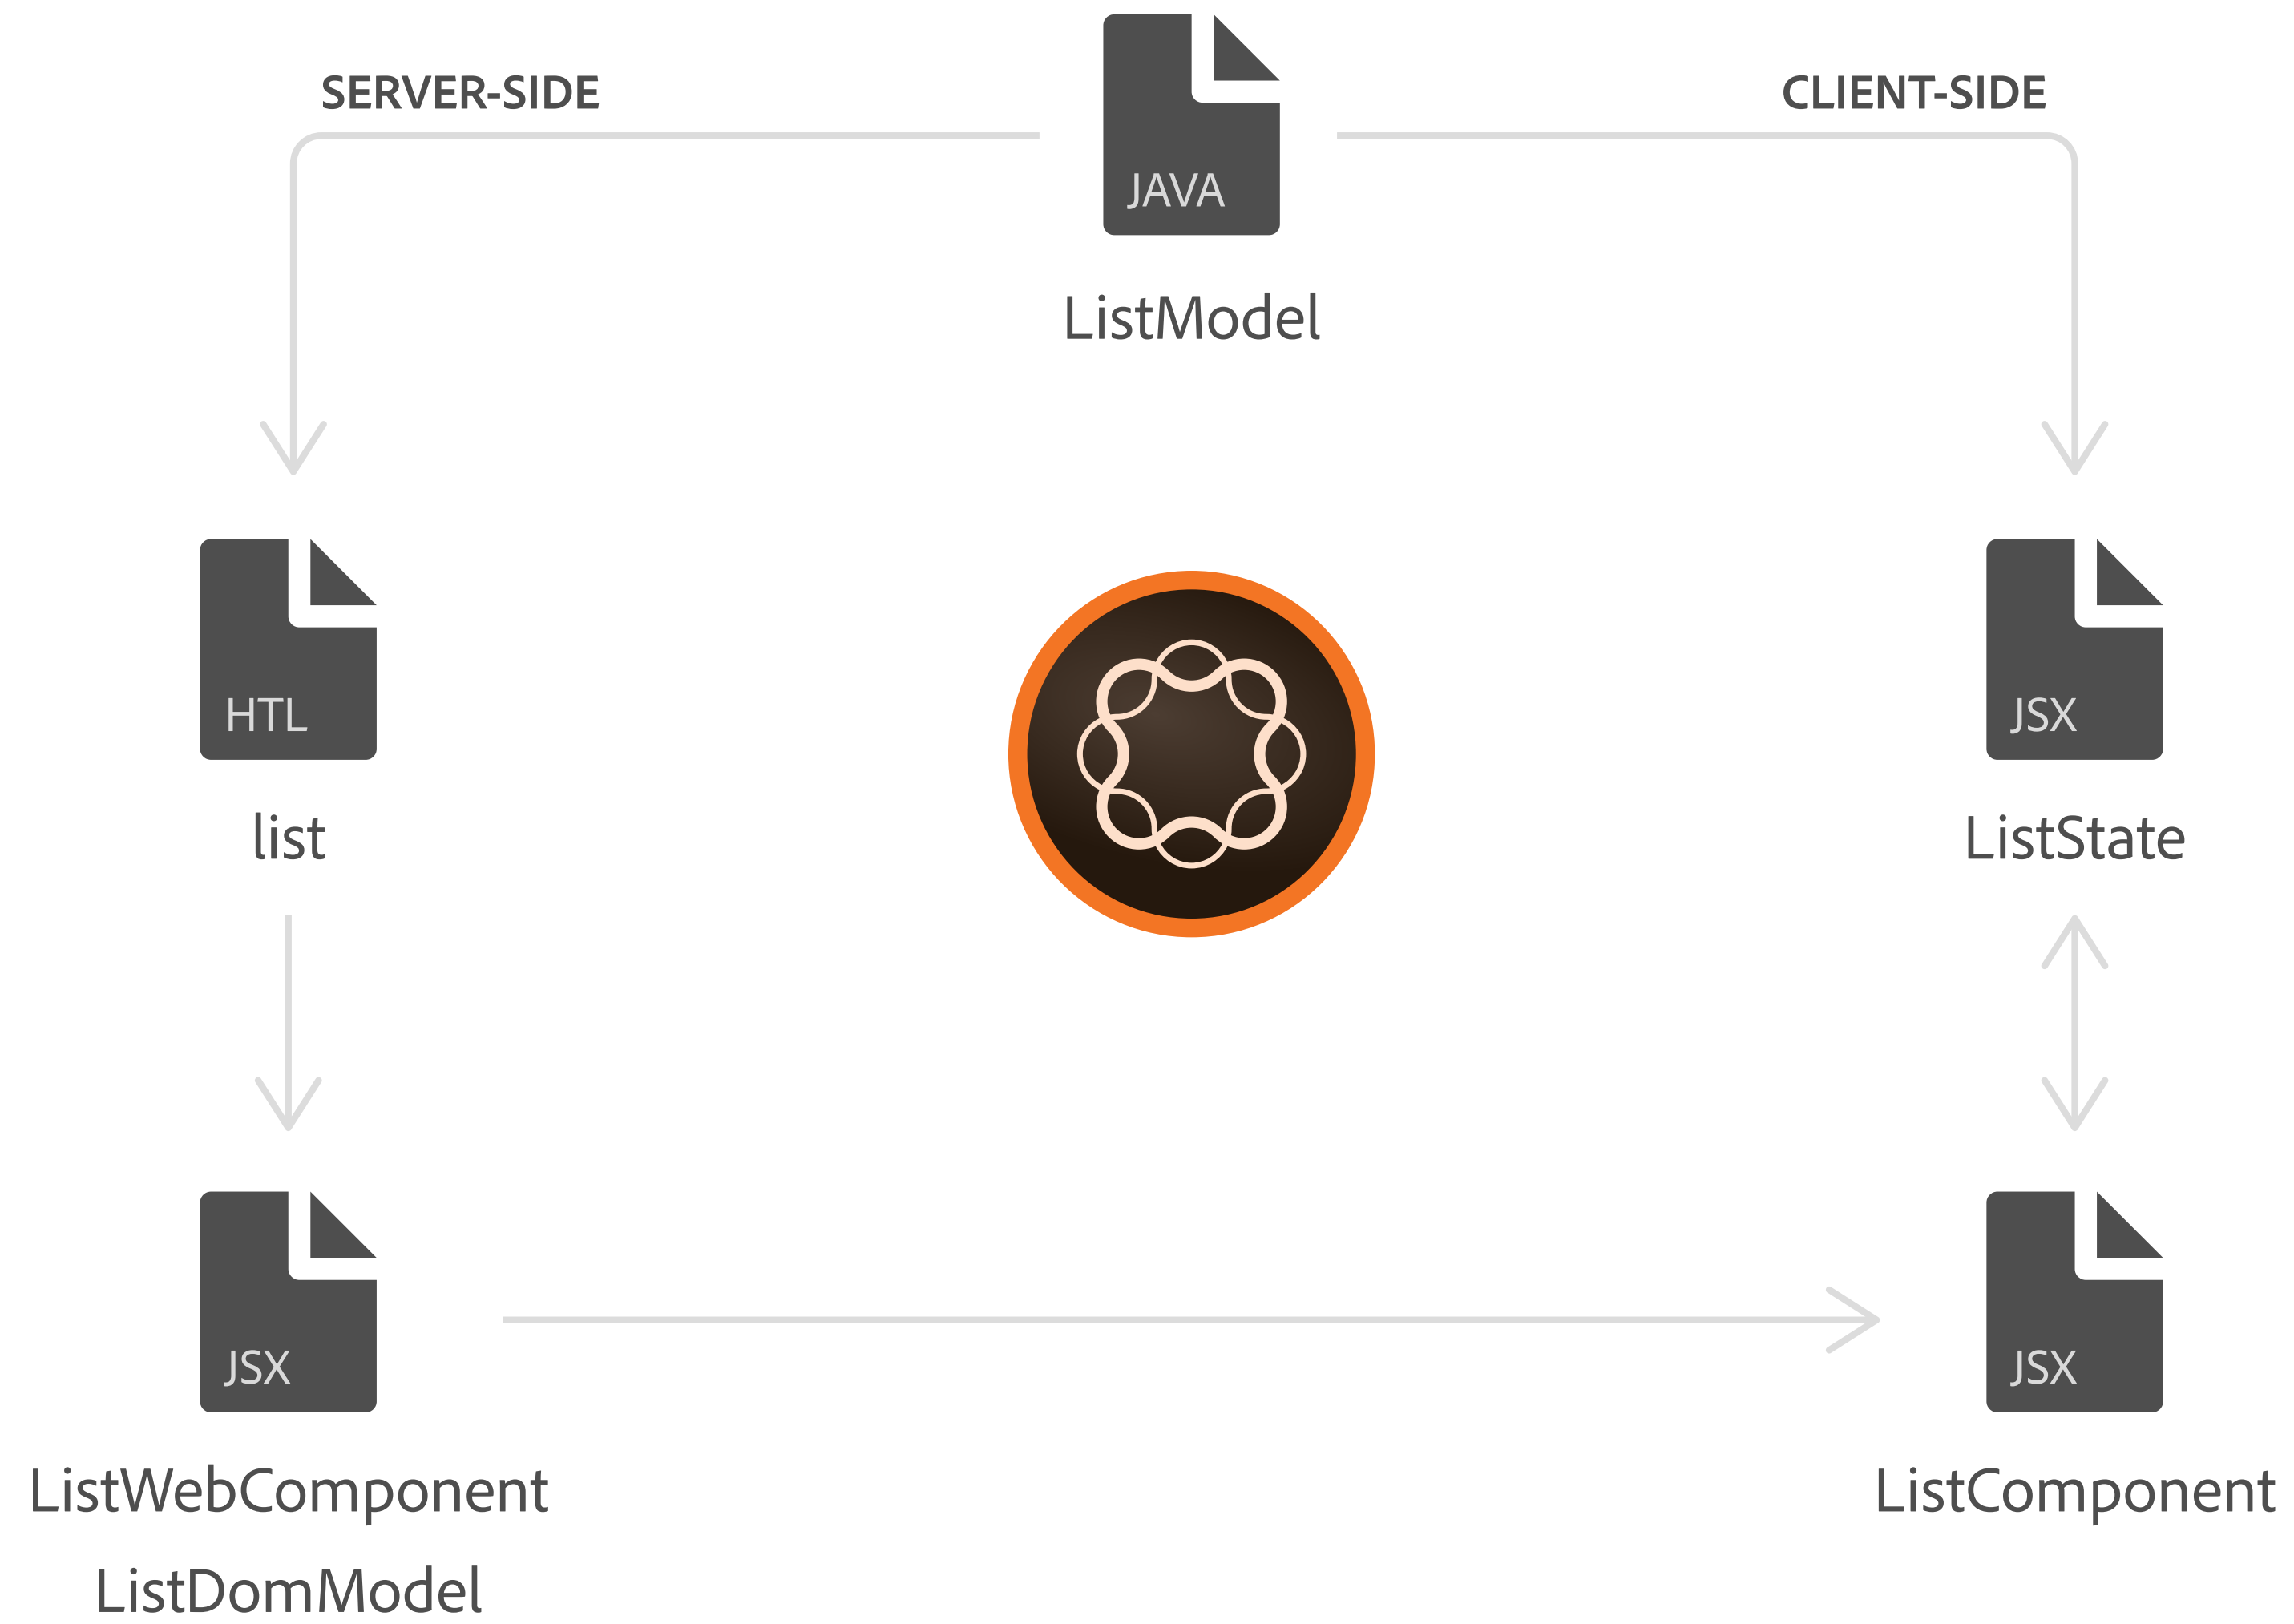 SERVER-SIDE
CLIENT-SIDE
JAVA
ListModel
HTL
list
JSX
ListState
JSX
ListWebComponent
ListDomModel
JSX
ListComponent